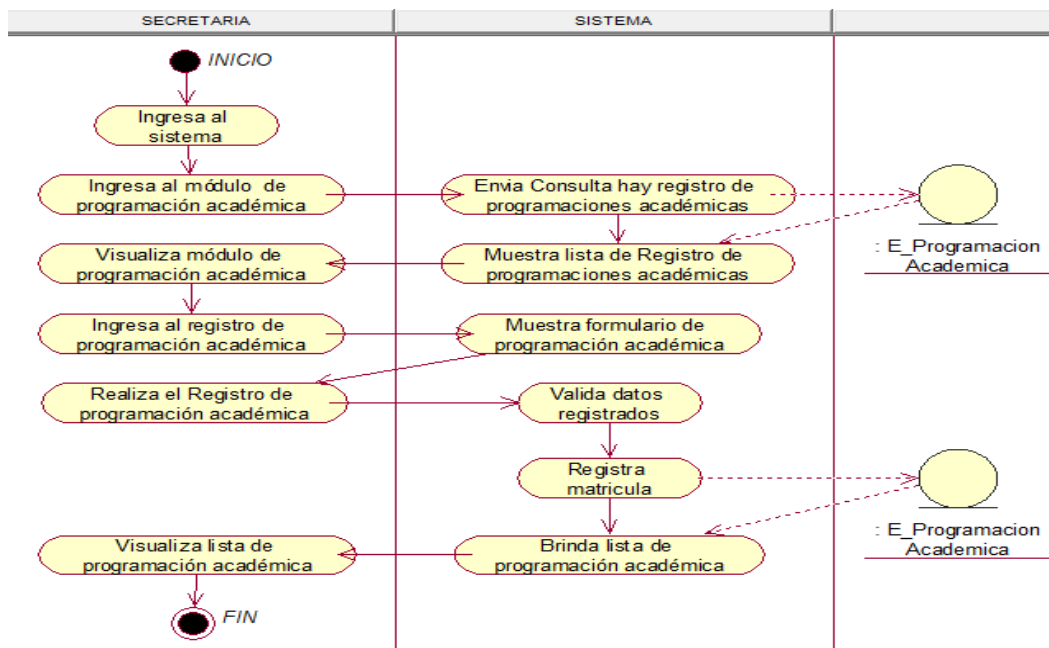 SECRETARIA
SISTEMA
INICIO
Ingresa al
sistema
Ingresa al módulo de
programación académica
Envia Consulta hay registro de
programaciones académicas
: E_Programacion
Academica
Visualiza módulo de
programación académica
Muestra lista de Registro de
programaciones académicas
Ingresa al registro de
programación académica
Muestra formulario de
programación académica
Realiza el Registro de
programación académica
Valida datos
registrados
Registra
matricula
: E_Programacion
Academica
Visualiza lista de
programación académica
Brinda lista de
programación académica
FIN